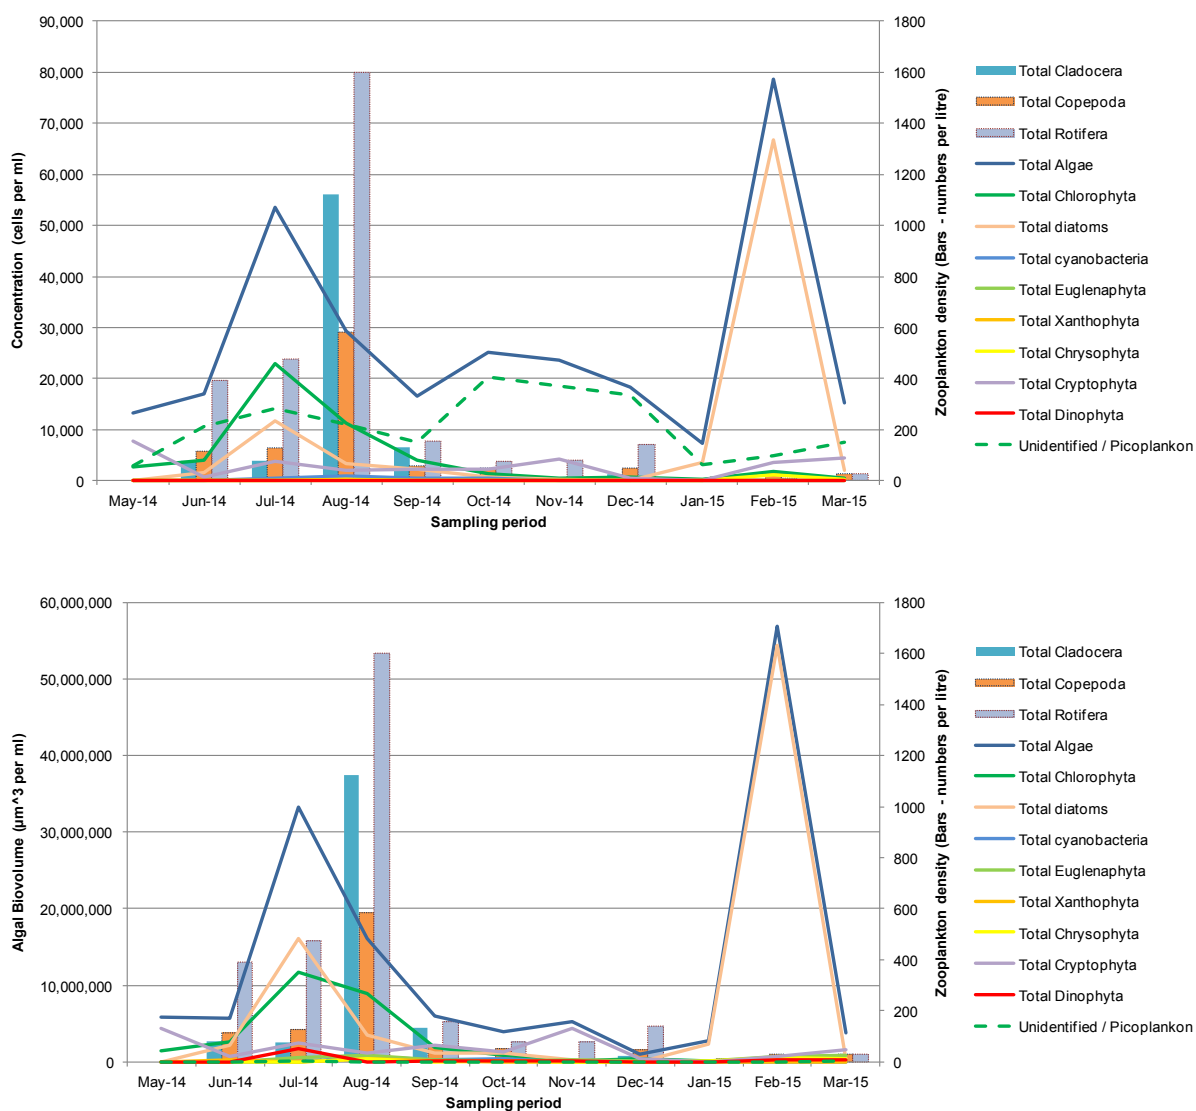 90,000
80,000
70,000
60,000
50,000
40,000
30,000
20,000
10,000
0
Concentration (cells per ml)
1800
1600
1400
1200
1000
800
600
400
200
0
Zooplankton density (Bars - numbers per litre)
May-14 Jun-14 Jul-14 Aug-14 Sep-14 Oct-14 Nov-14 Dec-14 Jan-15 Feb-15 Mar-15
Sampling period
Total Cladocera
Total Copepoda
Total Rotifera
Total Algae
Total Chlorophyta
Total diatoms
Total cyanobacteria
Total Euglenaphyta
Total Xanthophyta
Total Chrysophyta
Total Cryptophyta
Total Dinophyta
Unidentified / Picoplankon
60,000,000
50,000,000
40,000,000
30,000,000
20,000,000
10,000,000
0
Algal Biovolume (µm^3 per ml)
1800
1600
1400
1200
1000
800
600
400
200
0
Zooplankton density (Bars - numbers per litre)
May-14 Jun-14 Jul-14 Aug-14 Sep-14 Oct-14 Nov-14 Dec-14 Jan-15 Feb-15 Mar-15
Sampling period
Total Cladocera
Total Copepoda
Total Rotifera
Total Algae
Total Chlorophyta
Total diatoms
Total cyanobacteria
Total Euglenaphyta
Total Xanthophyta
Total Chrysophyta
Total Cryptophyta
Total Dinophyta
Unidentified / Picoplankon